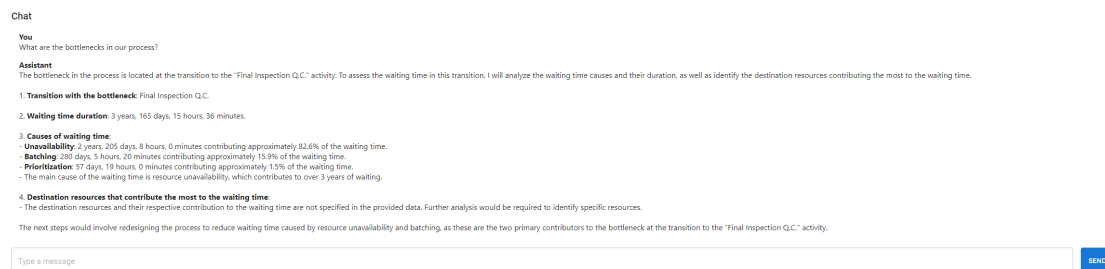 Chat
You
What are the bottlenecks in our process?
Assistant
The bottleneck in the process is located at the transition to the "Final Inspection Q.C." activity. To assess the waiting time in this transition, I will analyze the waiting time causes and their duration, as well as identify the destination resources contributing the most to the waiting time.
1. Transition with the bottleneck: Final Inspection Q.C.
2. Waiting time duration: 3 years, 165 days, 15 hours, 36 minutes.
3. Causes of waiting time:
- Unavailability: 2 years, 205 days, 8 hours, 0 minutes contributing approximately 82.6% of the waiting time.
- Batching: 280 days, 5 hours, 20 minutes contributing approximately 15.9% of the waiting time.
- Prioritization: 57 days, 19 hours, 0 minutes contributing approximately 1.5% of the waiting time.
- The main cause of the waiting time is resource unavailability, which contributes to over 3 years of waiting.
4. Destination resources that contribute the most to the waiting time:
- The destination resources and their respective contribution to the waiting time are not specified in the provided data. Further analysis would be required to identify specific resources.
The next steps would involve redesigning the process to reduce waiting time caused by resource unavailability and batching, as these are the two primary contributors to the bottleneck at the transition to the "Final Inspection Q.C." activity.
Type a message
SEND